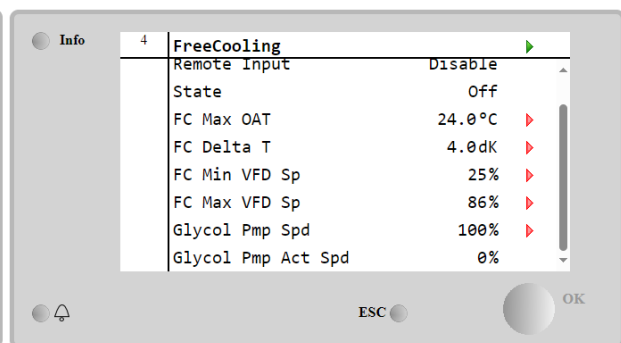 Info
4 FreeCooling
Remote Input Disable
State Off
FC Max OAT 24.0°C
FC Delta T 4.0dK
FC Min VFD Sp 25%
FC Max VFD Sp 86%
Glycol Pmp Spd 100%
Glycol Pmp Act Spd 0%
ESC
OK